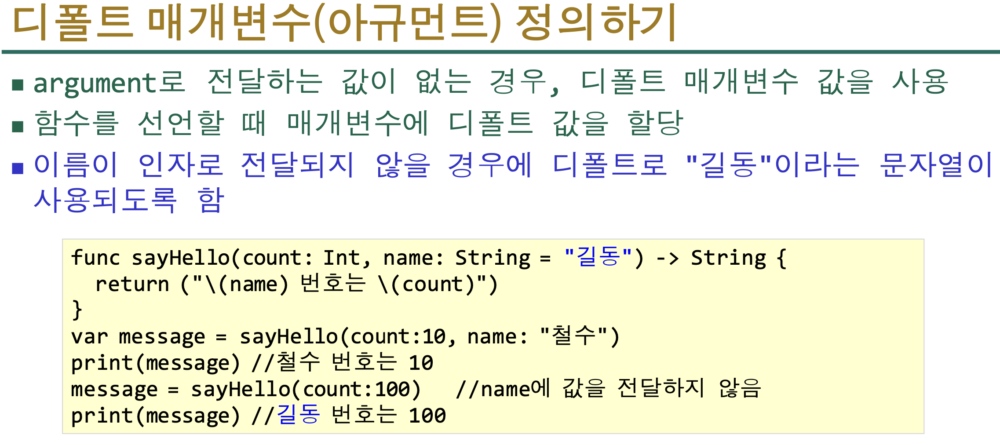 디폴트 매개변수(아규먼트) 정의하기
■ argument로 전달하는 값이 없는 경우, 디폴트 매개변수 값을 사용
■ 함수를 선언할 때 매개변수에 디폴트 값을 할당
■ 이름이 인자로 전달되지 않을 경우에 디폴트로 "길동"이라는 문자열이
사용되도록 함
func sayHello(count: Int, name: String = "길동") -> String {
  return ("\(name) 번호는 \(count)")
}
var message = sayHello(count:10, name: "철수")
print(message) //철수 번호는 10
message = sayHello(count:100)   //name에 값을 전달하지 않음
print(message) //길동 번호는 100